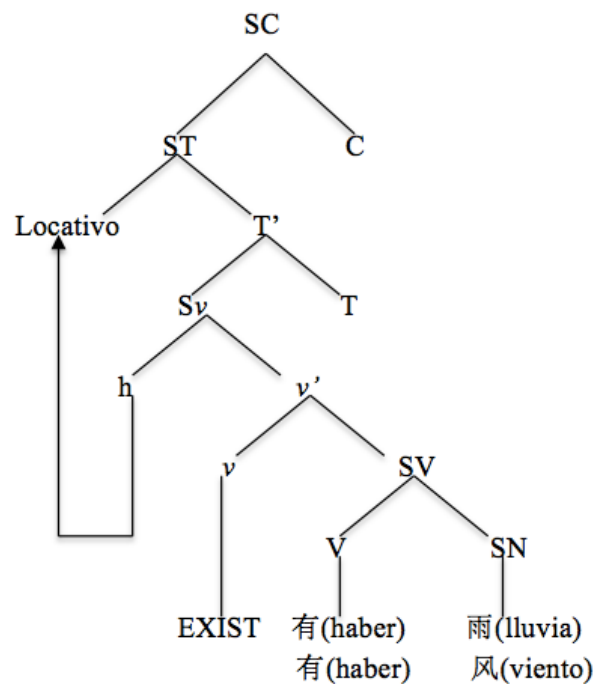 SC
ST C
Locativo T’
Sv T
h v’
v SV
V SN
EXIST 有(haber) 雨(lluvia)
有(haber) 风(viento)